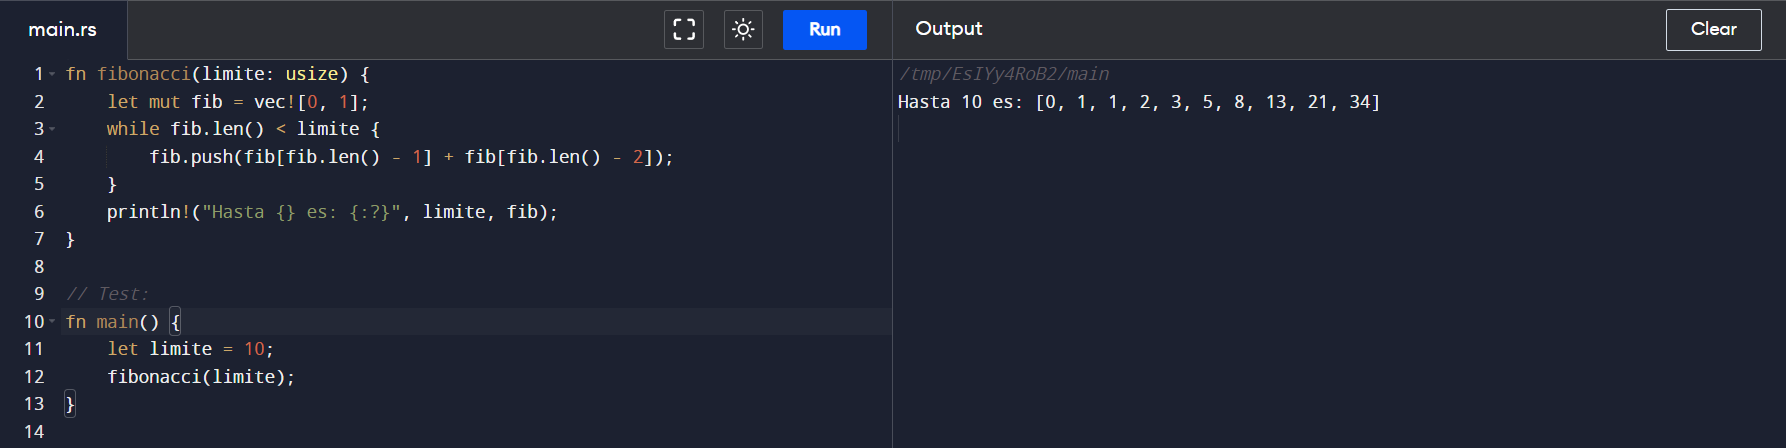 main.rs
Run
1 fn fibonacci(limite: usize) {
2     let mut fib = vec![0, 1];
3     while fib.len() < limite {
4         fib.push(fib[fib.len() - 1] + fib[fib.len() - 2]);
5     }
6     println!("Hasta {} es: {:?}", limite, fib);
7 }
8
9 // Test:
10 fn main() {
11     let limite = 10;
12     fibonacci(limite);
13 }
14
Output
Clear
/tmp/EsIYy4RoB2/main
Hasta 10 es: [0, 1, 1, 2, 3, 5, 8, 13, 21, 34]